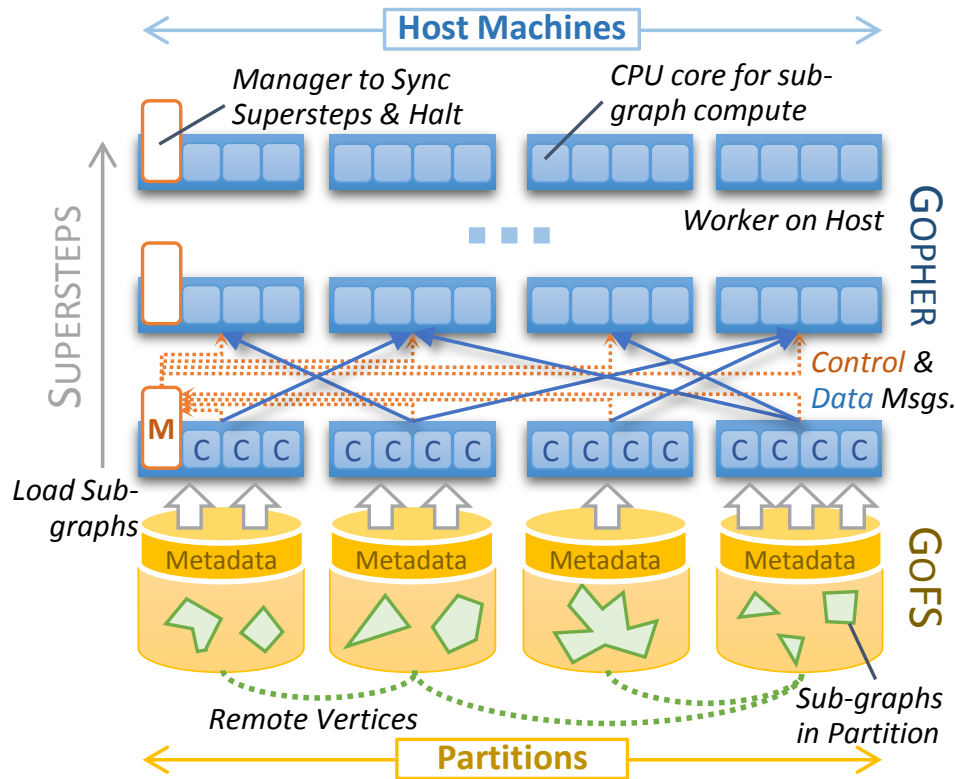 Host Machines
Manager to Sync
Supersteps & Halt
CPU core for sub-
graph compute
Worker on Host
GOPHER
SUPERSTEPS
Control &
Data Msgs.
M
C C C
C C C C
C C C C
C C C C
Load Sub-
graphs
Metadata
Metadata
Metadata
Metadata
GOFS
Remote Vertices
Sub-graphs
in Partition
Partitions